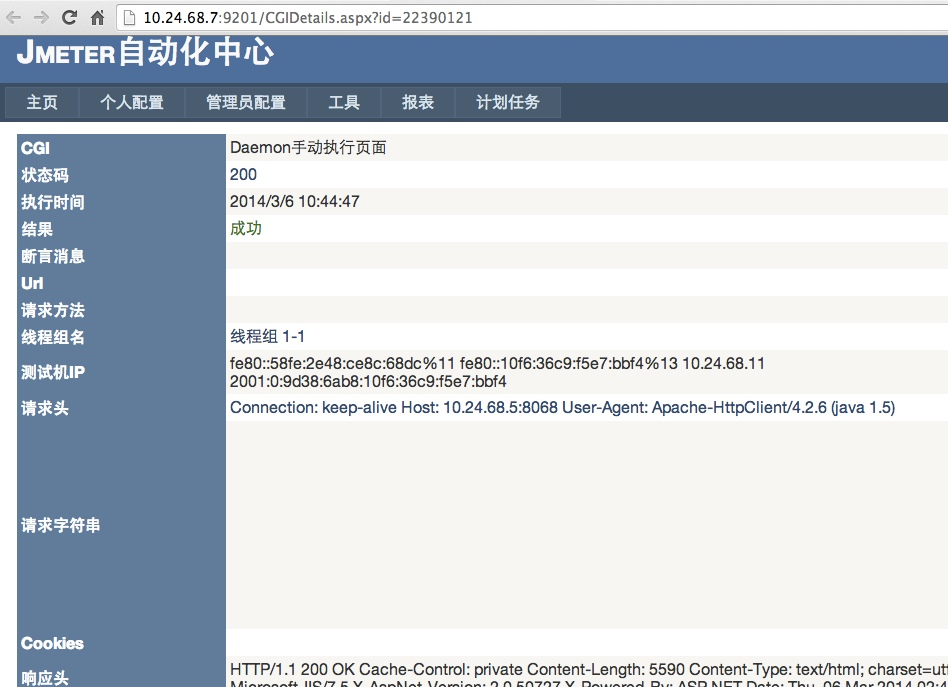 10.24.68.7:9201/CGIDetails.aspx?id=22390121
JMETER自动化中心
主页 个人配置 管理员配置 工具 报表 计划任务
CGI Daemon手动执行页面
状态码 200
执行时间 2014/3/6 10:44:47
结果 成功
断言消息
Url
请求方法
线程组名 线程组 1-1
测试机IP fe80::58fe:2e48:ce8c:68dc%11 fe80::10f6:36c9:f5e7:bbf4%13 10.24.68.11
2001:0:9d38:6ab8:10f6:36c9:f5e7:bbf4
请求头 Connection: keep-alive Host: 10.24.68.5:8068 User-Agent: Apache-HttpClient/4.2.6 (java 1.5)
请求字符串
Cookies
响应头 HTTP/1.1 200 OK Cache-Control: private Content-Length: 5590 Content-Type: text/html; charset=utf
Microsoft-IIS/7.5 X-AspNet-Version: 2.0.50727 X-Powered-By: ASP.NET Date: Thu, 06 Mar 2014 02:4